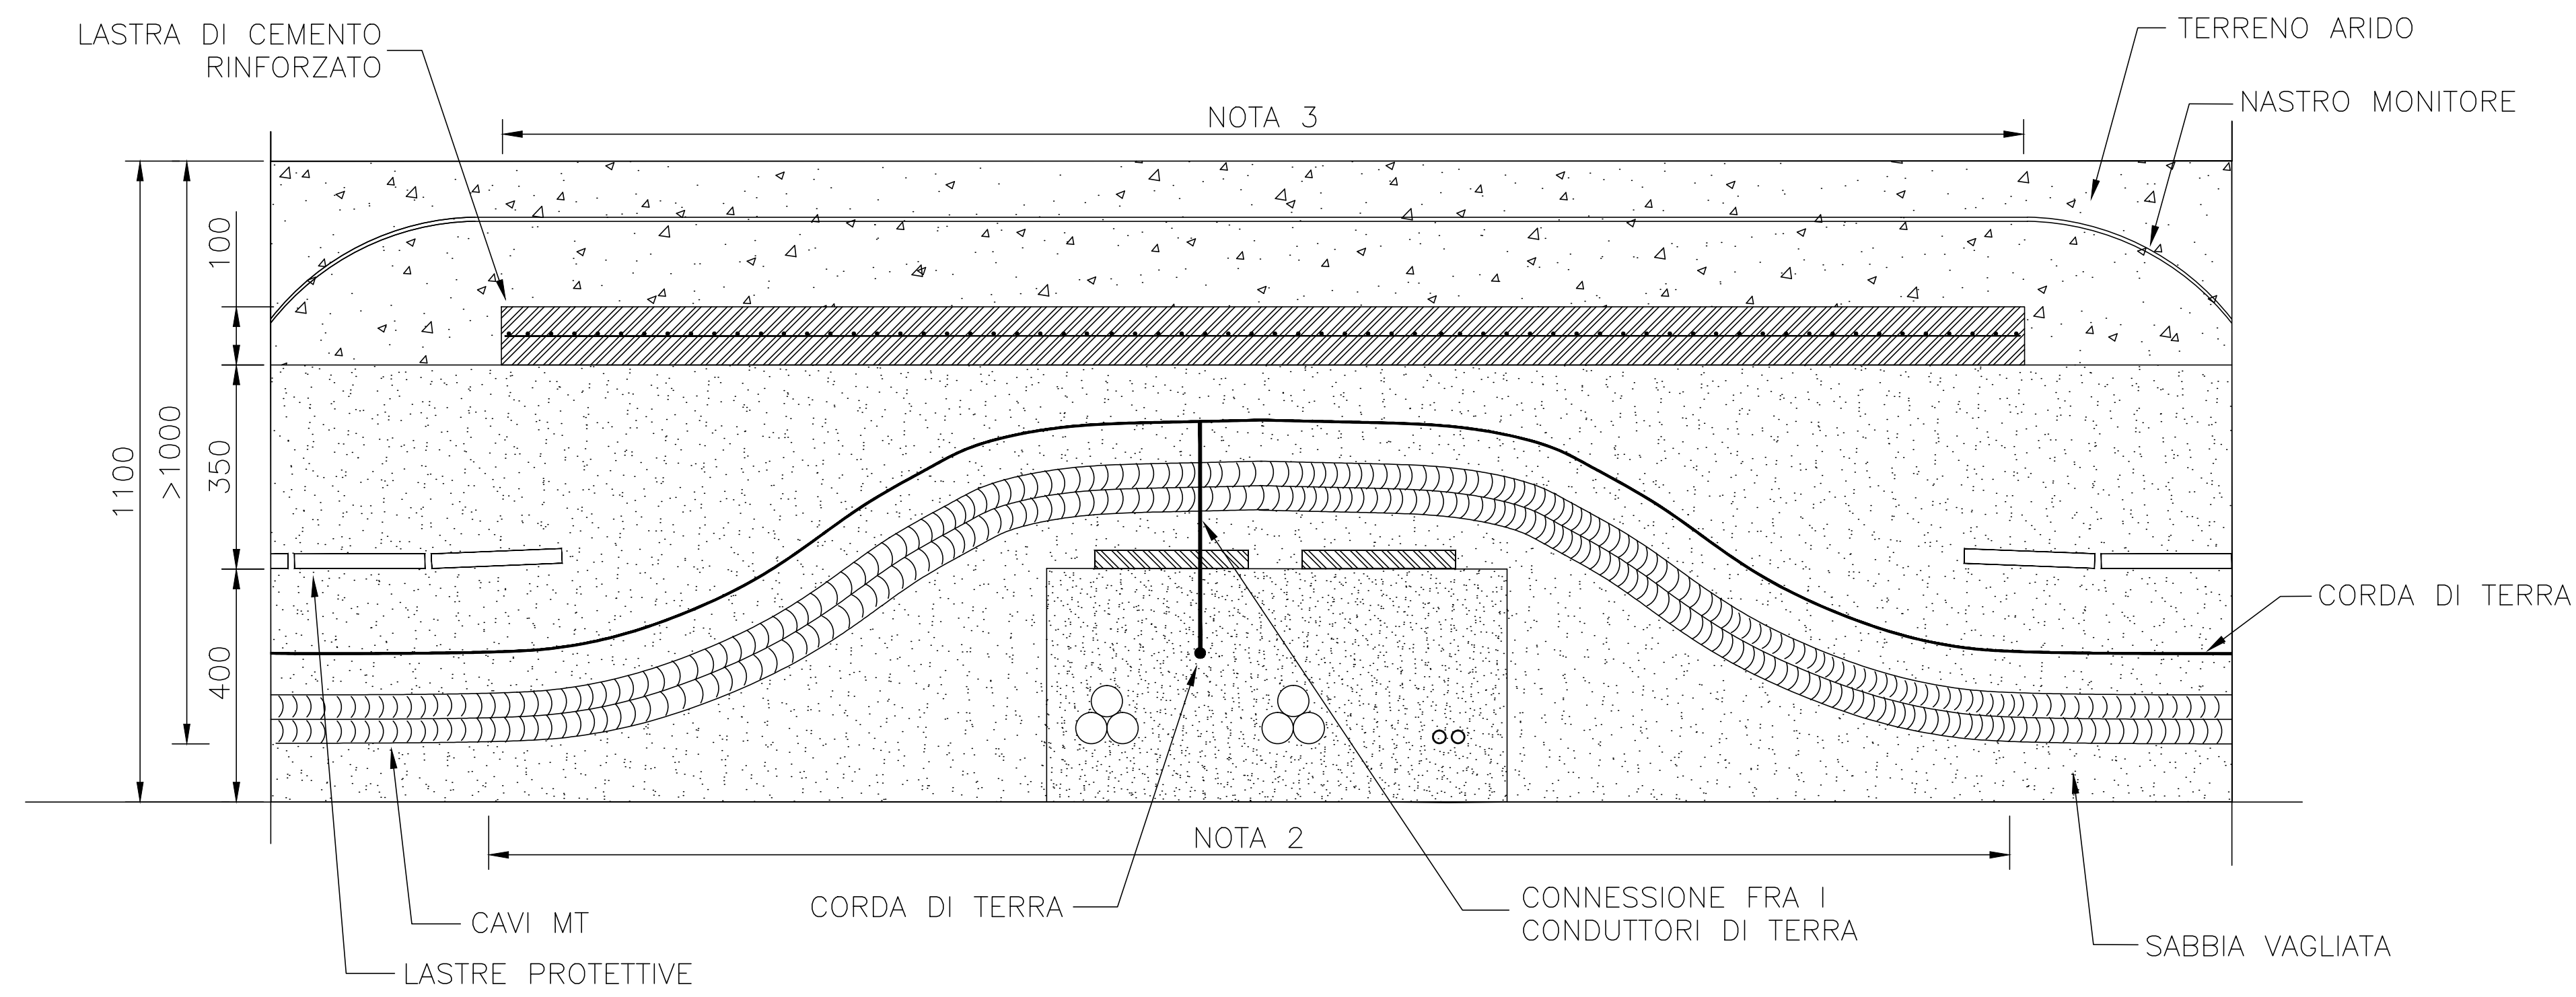 LASTRA DI CEMENTO
RINFORZATO
TERRENO ARIDO
NASTRO MONITORE
NOTA 3
100
1100
>1000
350
400
CORDA DI TERRA
NOTA 2
CORDA DI TERRA
CONNESSIONE FRA I
CONDUTTORI DI TERRA
CAVI MT
LASTRE PROTETTIVE
SABBIA VAGLIATA